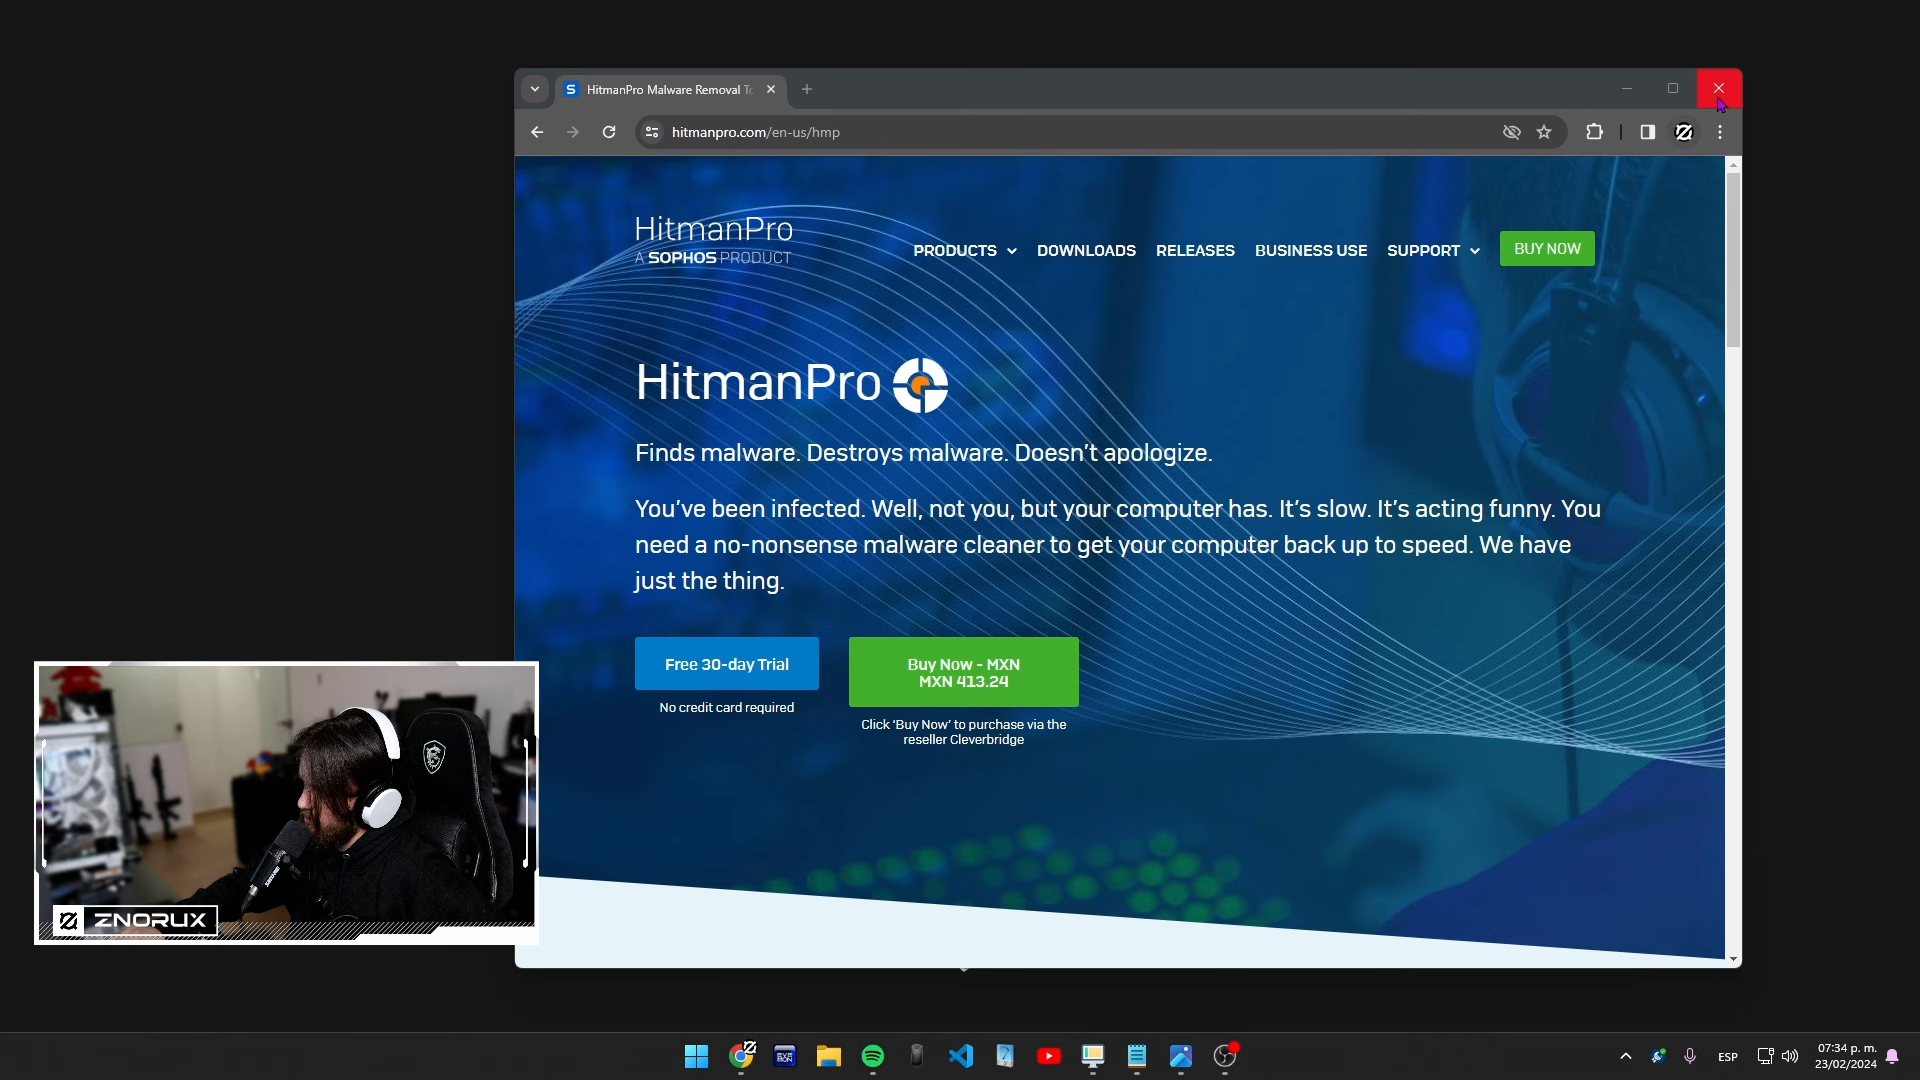 HitmanPro Malware Removal To
hitmanpro.com/en-us/hmp
HitmanPro
A SOPHOS PRODUCT
PRODUCTS
DOWNLOADS
RELEASES
BUSINESS USE
SUPPORT
BUY NOW
HitmanPro
Finds malware. Destroys malware. Doesn't apologize.
You've been infected. Well, not you, but your computer has. It's slow. It's acting funny. You
need a no-nonsense malware cleaner to get your computer back up to speed. We have
just the thing.
Free 30-day Trial
No credit card required
Buy Now - MXN
MXN 413.24
Click 'Buy Now' to purchase via the
reseller Cleverbridge
ZNORUX
ESP
07:34 p. m.
23/02/2024